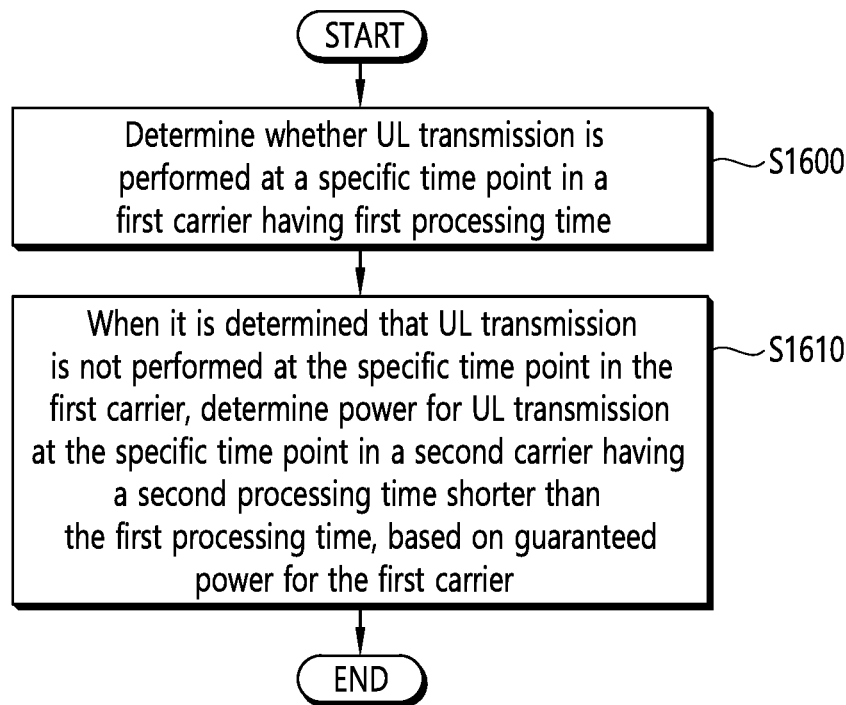 START
Determine whether UL transmission is
performed at a specific time point in a
first carrier having first processing time
S1600
When it is determined that UL transmission
is not performed at the specific time point in the
first carrier, determine power for UL transmission
at the specific time point in a second carrier having
a second processing time shorter than
the first processing time, based on guaranteed
power for the first carrier
S1610
END